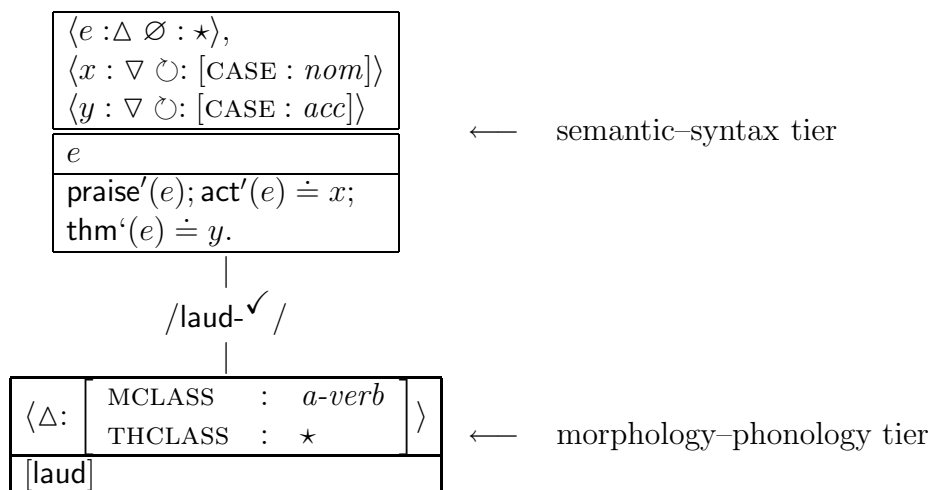 ⟨e :△ ∅ : ⋆⟩,
⟨x : ▽ ↻: [CASE : nom]⟩
⟨y : ▽ ↻: [CASE : acc]⟩
← semantic–syntax tier
e
praise′(e); act′(e) ≐ x;
thm‘(e) ≐ y.
/laud-✓ /
⟨△: [ MCLASS : a-verb
THCLASS : ⋆ ] ⟩
← morphology–phonology tier
[laud]